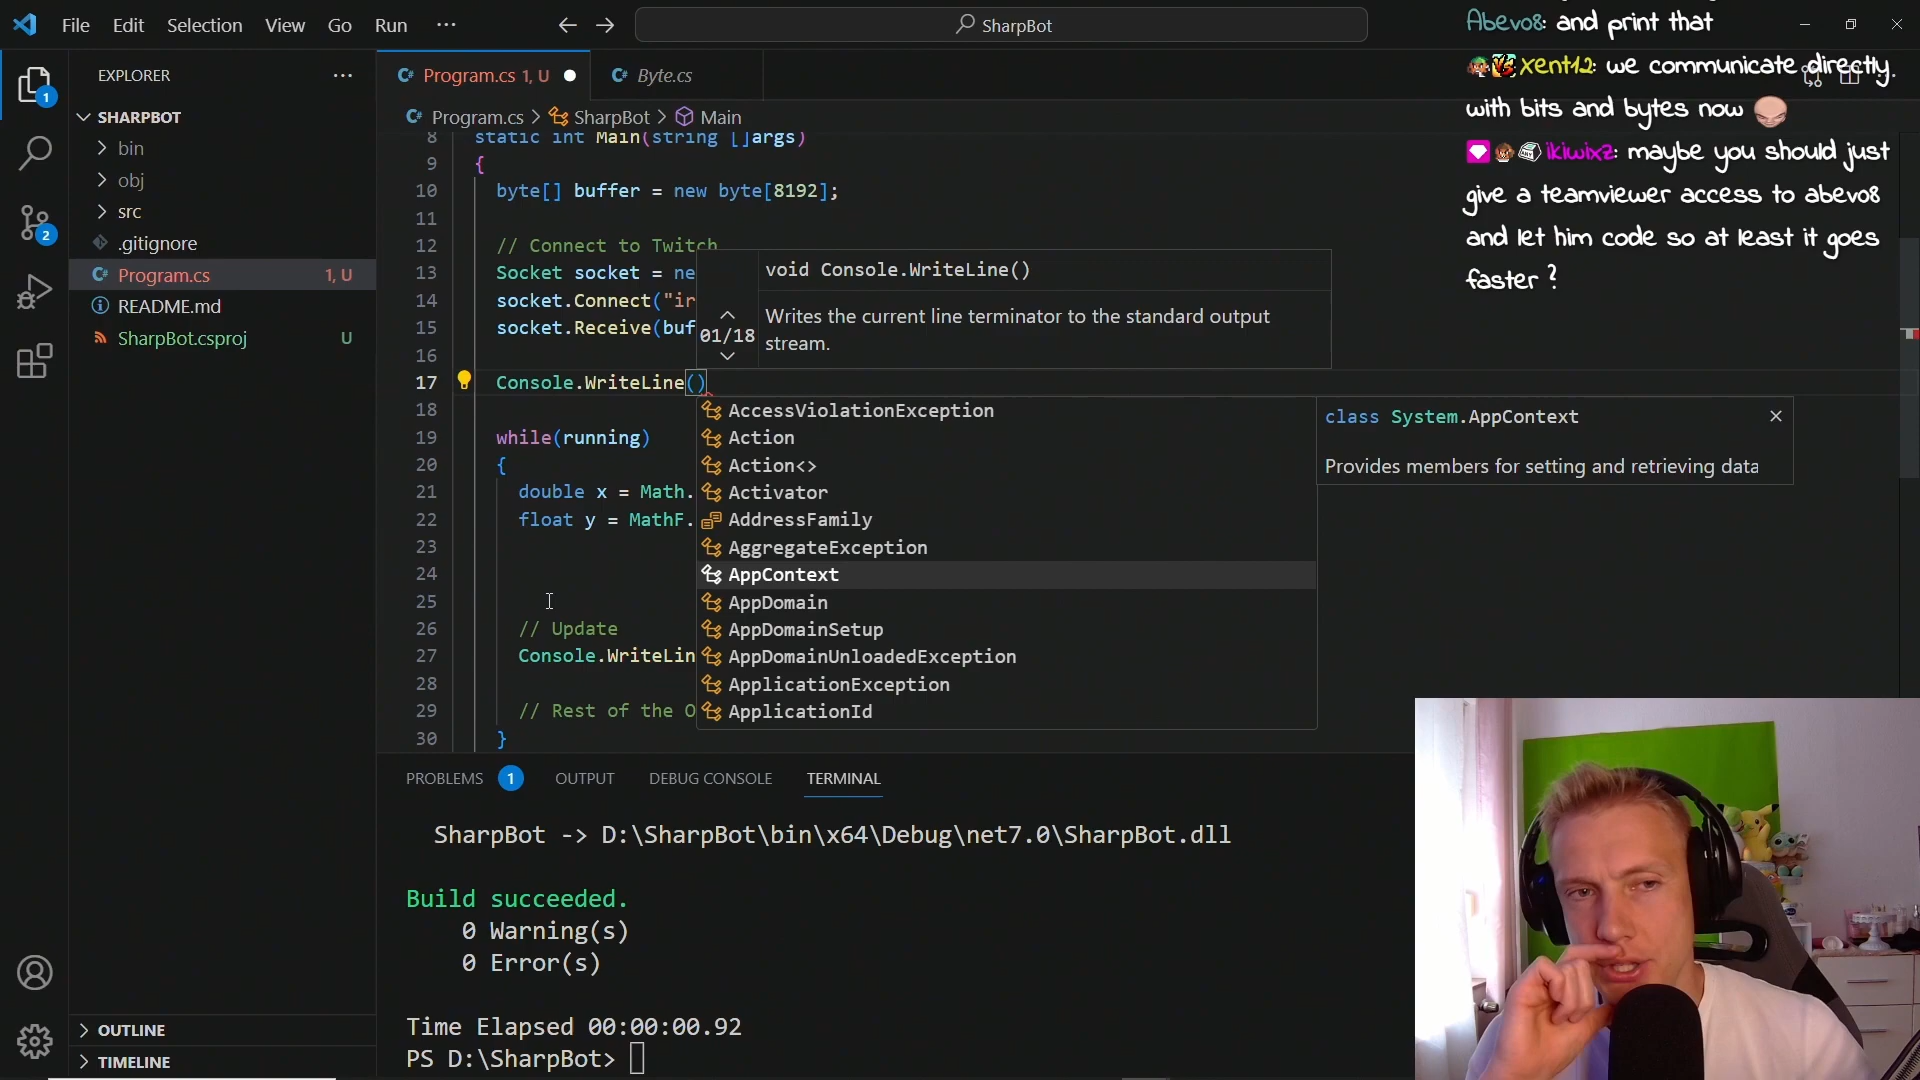 File Edit Selection View Go Run ··· SharpBot
EXPLORER ···
SHARPBOT
bin
obj
src
.gitignore
Program.cs 1, U
README.md
SharpBot.csproj U
OUTLINE
TIMELINE
1
2
Program.cs 1, U
Byte.cs
Program.cs > SharpBot > Main
8 static int Main(string []args)
9 {
10 byte[] buffer = new byte[8192];
11
12 // Connect to Twitch
13 Socket socket = ne
14 socket.Connect("ir
15 socket.Receive(buf
16
17 Console.WriteLine()
18
19 while(running)
20 {
21 double x = Math.
22 float y = MathF.
23
24
25
26 // Update
27 Console.WriteLin
28
29 // Rest of the O
30 }
void Console.WriteLine()
01/18
Writes the current line terminator to the standard output
stream.
AccessViolationException
Action
Action<>
Activator
AddressFamily
AggregateException
AppContext
AppDomain
AppDomainSetup
AppDomainUnloadedException
ApplicationException
ApplicationId
class System.AppContext
Provides members for setting and retrieving data
PROBLEMS 1 OUTPUT DEBUG CONSOLE TERMINAL
SharpBot -> D:\SharpBot\bin\x64\Debug\net7.0\SharpBot.dll
Build succeeded.
0 Warning(s)
0 Error(s)
Time Elapsed 00:00:00.92
PS D:\SharpBot>
Abev08: and print that
xent12: we communicate directly
with bits and bytes now
ikiwixz: maybe you should just
give a teamviewer access to abev08
and let him code so at least it goes
faster ?